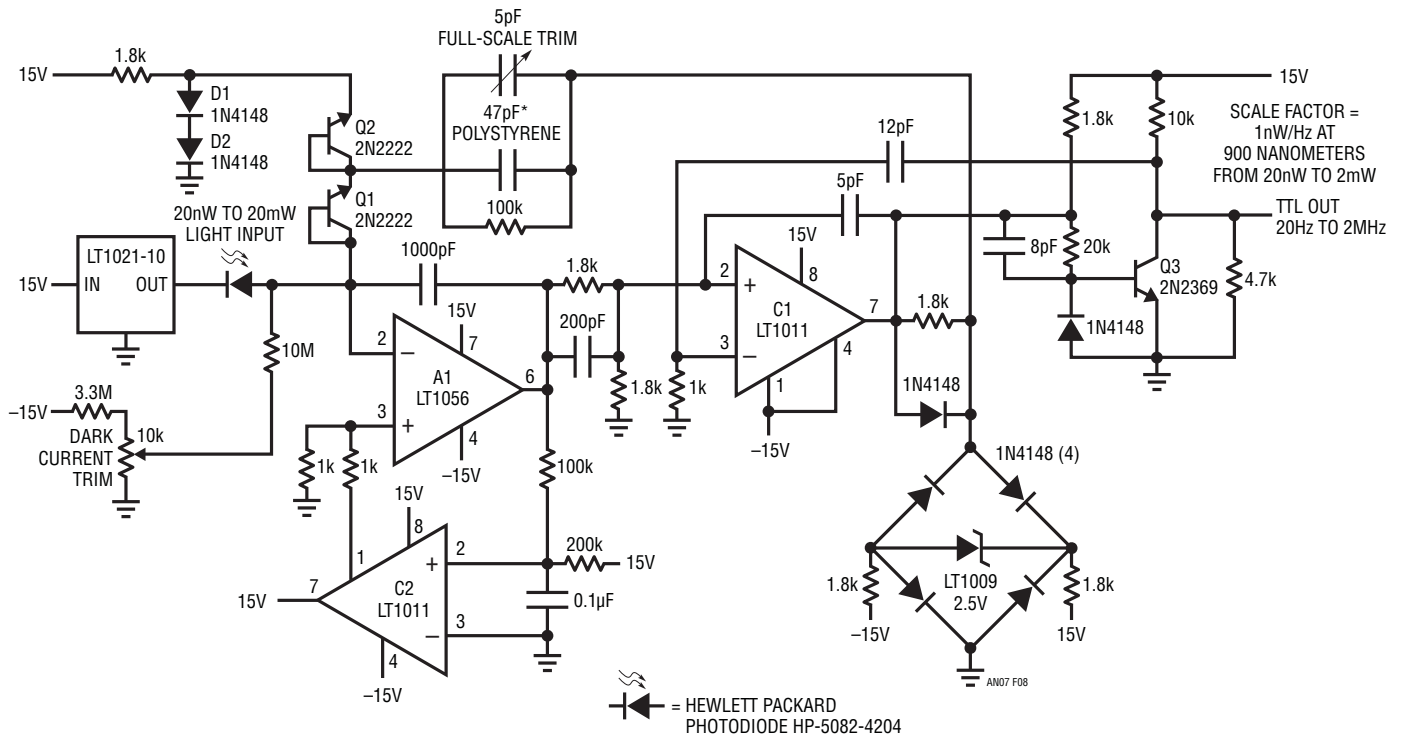 5pF
FULL-SCALE TRIM
15V
1.8k
D1
1N4148
D2
1N4148
Q2
2N2222
47pF*
POLYSTYRENE
Q1
2N2222
100k
12pF
5pF
1.8k
10k
15V
SCALE FACTOR =
1nW/Hz AT
900 NANOMETERS
FROM 20nW TO 2mW
TTL OUT
20Hz TO 2MHz
20nW TO 20mW
LIGHT INPUT
LT1021-10
15V
IN
OUT
1000pF
1.8k
200pF
1.8k
15V
8
2
+
C1
LT1011
7
3
–
1
4
–15V
1k
1.8k
8pF
20k
Q3
2N2369
4.7k
1N4148
1N4148
10M
–15V
3.3M
10k
DARK
CURRENT
TRIM
15V
7
2
–
A1
LT1056
6
3
+
4
–15V
1k
1k
100k
1N4148 (4)
LT1009
2.5V
1.8k
–15V
1.8k
15V
15V
8
1
2
+
200k
15V
15V
7
C2
LT1011
0.1µF
3
–
4
–15V
AN07 F08
= HEWLETT PACKARD
PHOTODIODE HP-5082-4204